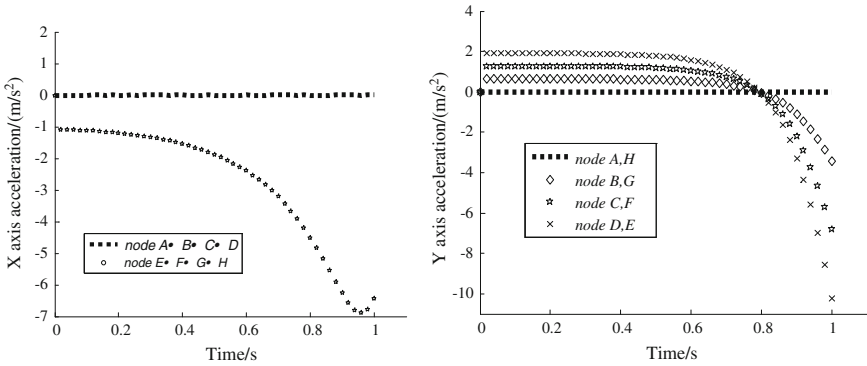 X axis acceleration/(m/s²)
1
0
-1
-2
-3
-4
-5
-6
-7
0 0.2 0.4 0.6 0.8 1
Time/s
node A• B• C• D
node E• F• G• H
Y axis acceleration/(m/s²)
4
2
0
-2
-4
-6
-8
-10
0 0.2 0.4 0.6 0.8 1
Time/s
node A,H
node B,G
node C,F
node D,E